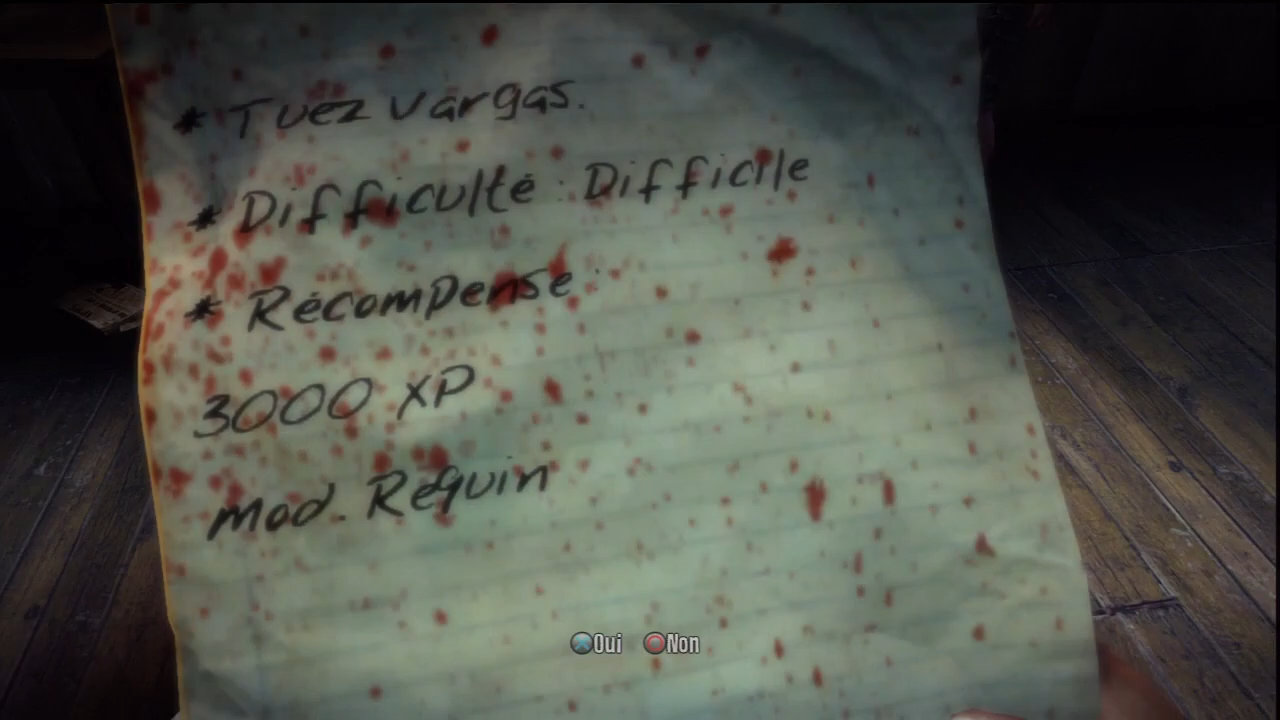 * Tuez Vargas.
* Difficulté : Difficile
* Récompense :
3000 XP
Mod. Requin
Oui Non